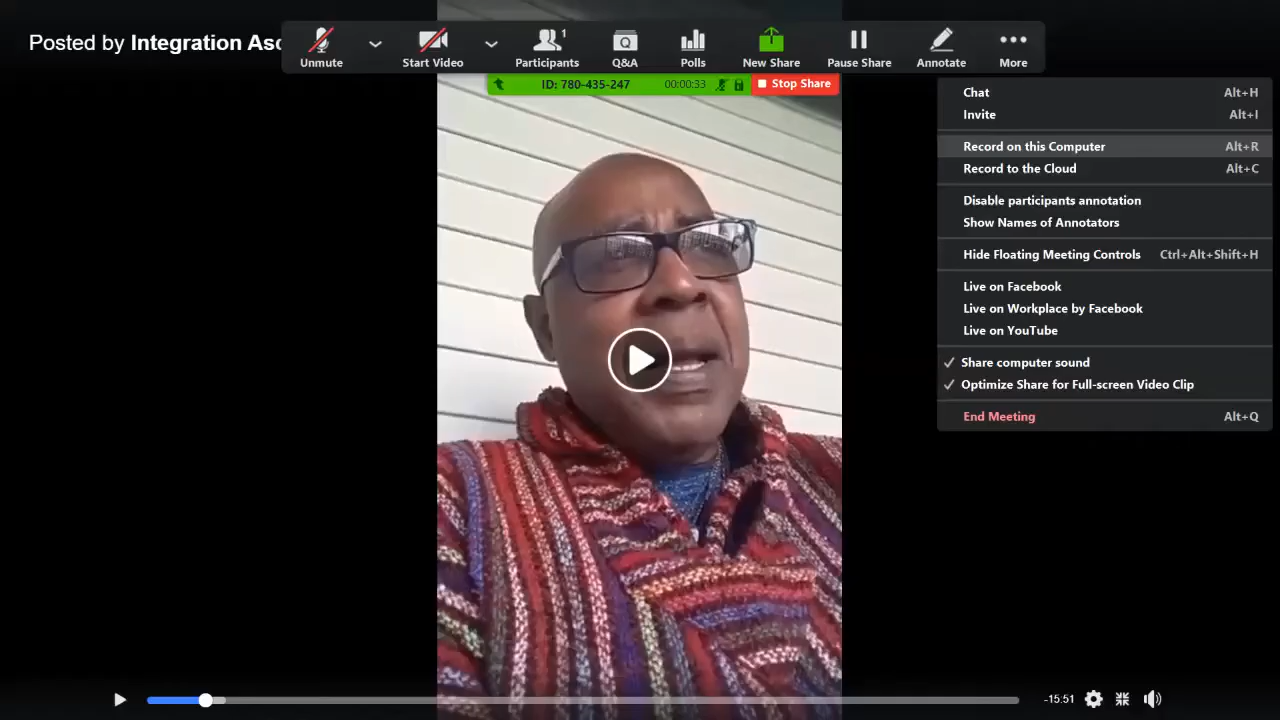 Posted by Integration Asc
Unmute
Start Video
Participants 1
Q&A
Polls
New Share
Pause Share
Annotate
More
ID: 780-435-247 00:00:33 Stop Share
Chat Alt+H
Invite Alt+I
Record on this Computer Alt+R
Record to the Cloud Alt+C
Disable participants annotation
Show Names of Annotators
Hide Floating Meeting Controls Ctrl+Alt+Shift+H
Live on Facebook
Live on Workplace by Facebook
Live on YouTube
Share computer sound
Optimize Share for Full-screen Video Clip
End Meeting Alt+Q
-15:51